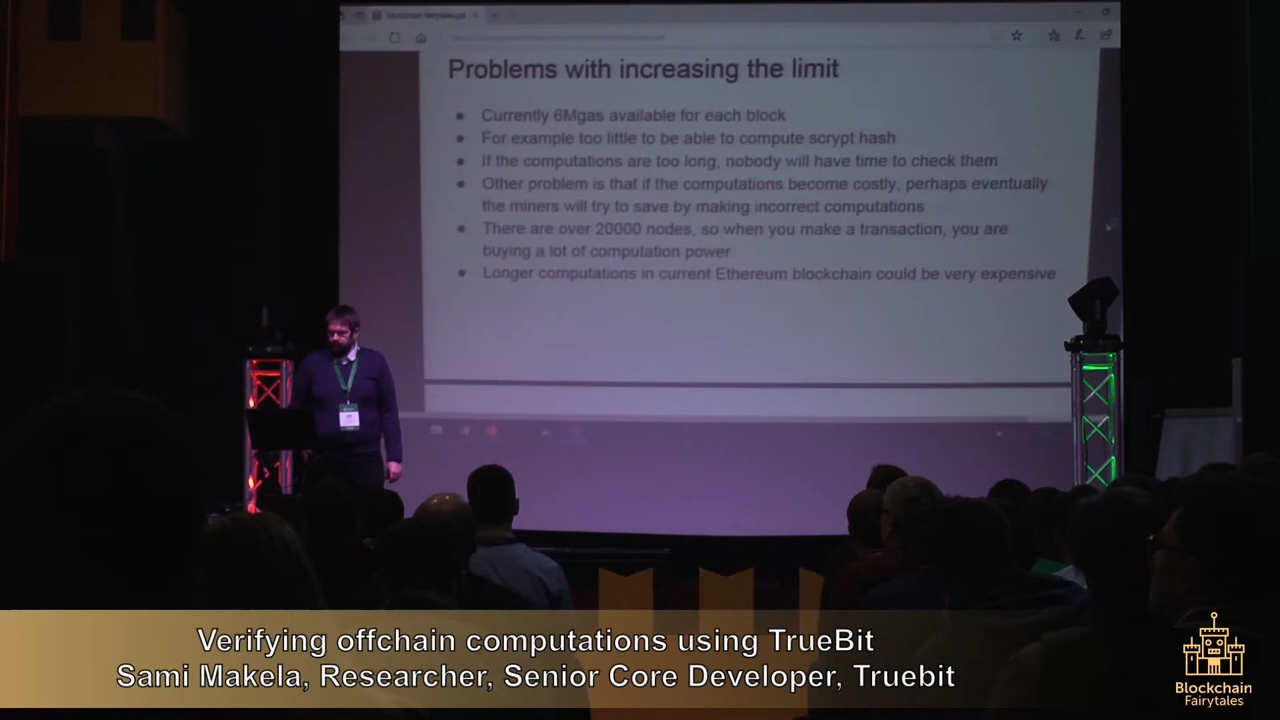 blockchain fairytales.pdf
Problems with increasing the limit
Currently 6Mgas available for each block
For example too little to be able to compute scrypt hash
If the computations are too long, nobody will have time to check them
Other problem is that if the computations become costly, perhaps eventually
the miners will try to save by making incorrect computations
There are over 20000 nodes, so when you make a transaction, you are
buying a lot of computation power
Longer computations in current Ethereum blockchain could be very expensive
Verifying offchain computations using TrueBit
Sami Makela, Researcher, Senior Core Developer, Truebit
Blockchain
Fairytales